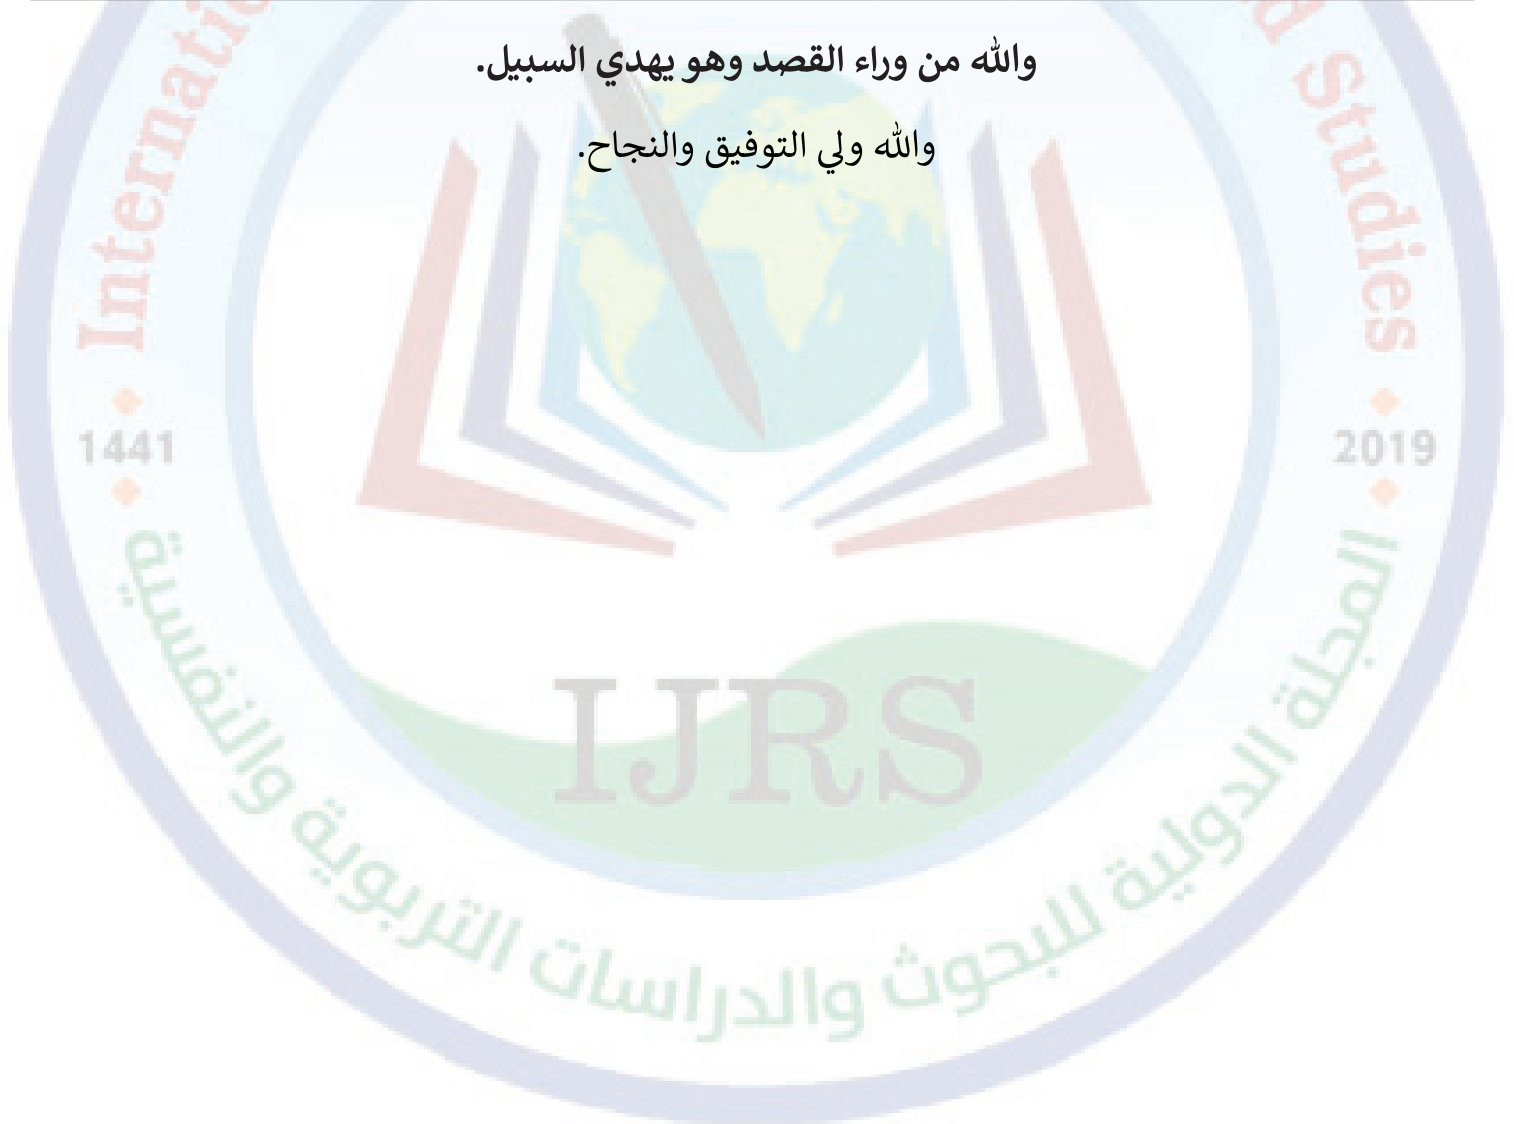 والله من وراء القصد وهو يهدي السبيل.
والله ولي التوفيق والنجاح.
Internatio
d Studies
1441
2019
IJRS
المجلة الدولية للبحوث والدراسات التربوية والنفسية